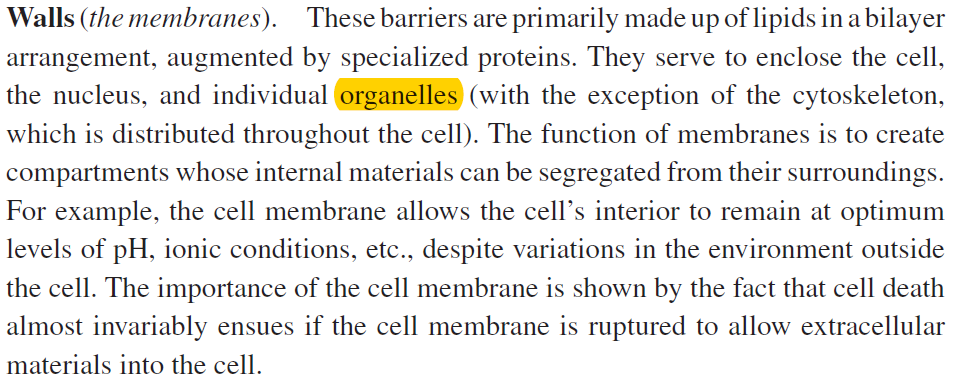 Walls (the membranes). These barriers are primarily made up of lipids in a bilayer
arrangement, augmented by specialized proteins. They serve to enclose the cell,
the nucleus, and individual organelles (with the exception of the cytoskeleton,
which is distributed throughout the cell). The function of membranes is to create
compartments whose internal materials can be segregated from their surroundings.
For example, the cell membrane allows the cell’s interior to remain at optimum
levels of pH, ionic conditions, etc., despite variations in the environment outside
the cell. The importance of the cell membrane is shown by the fact that cell death
almost invariably ensues if the cell membrane is ruptured to allow extracellular
materials into the cell.